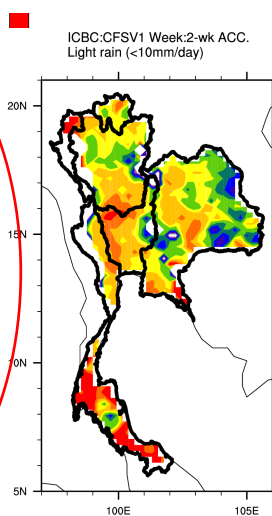 ICBC:CFSV1 Week:2-wk ACC.
Light rain (<10mm/day)
20N
15N
10N
5N
100E
105E